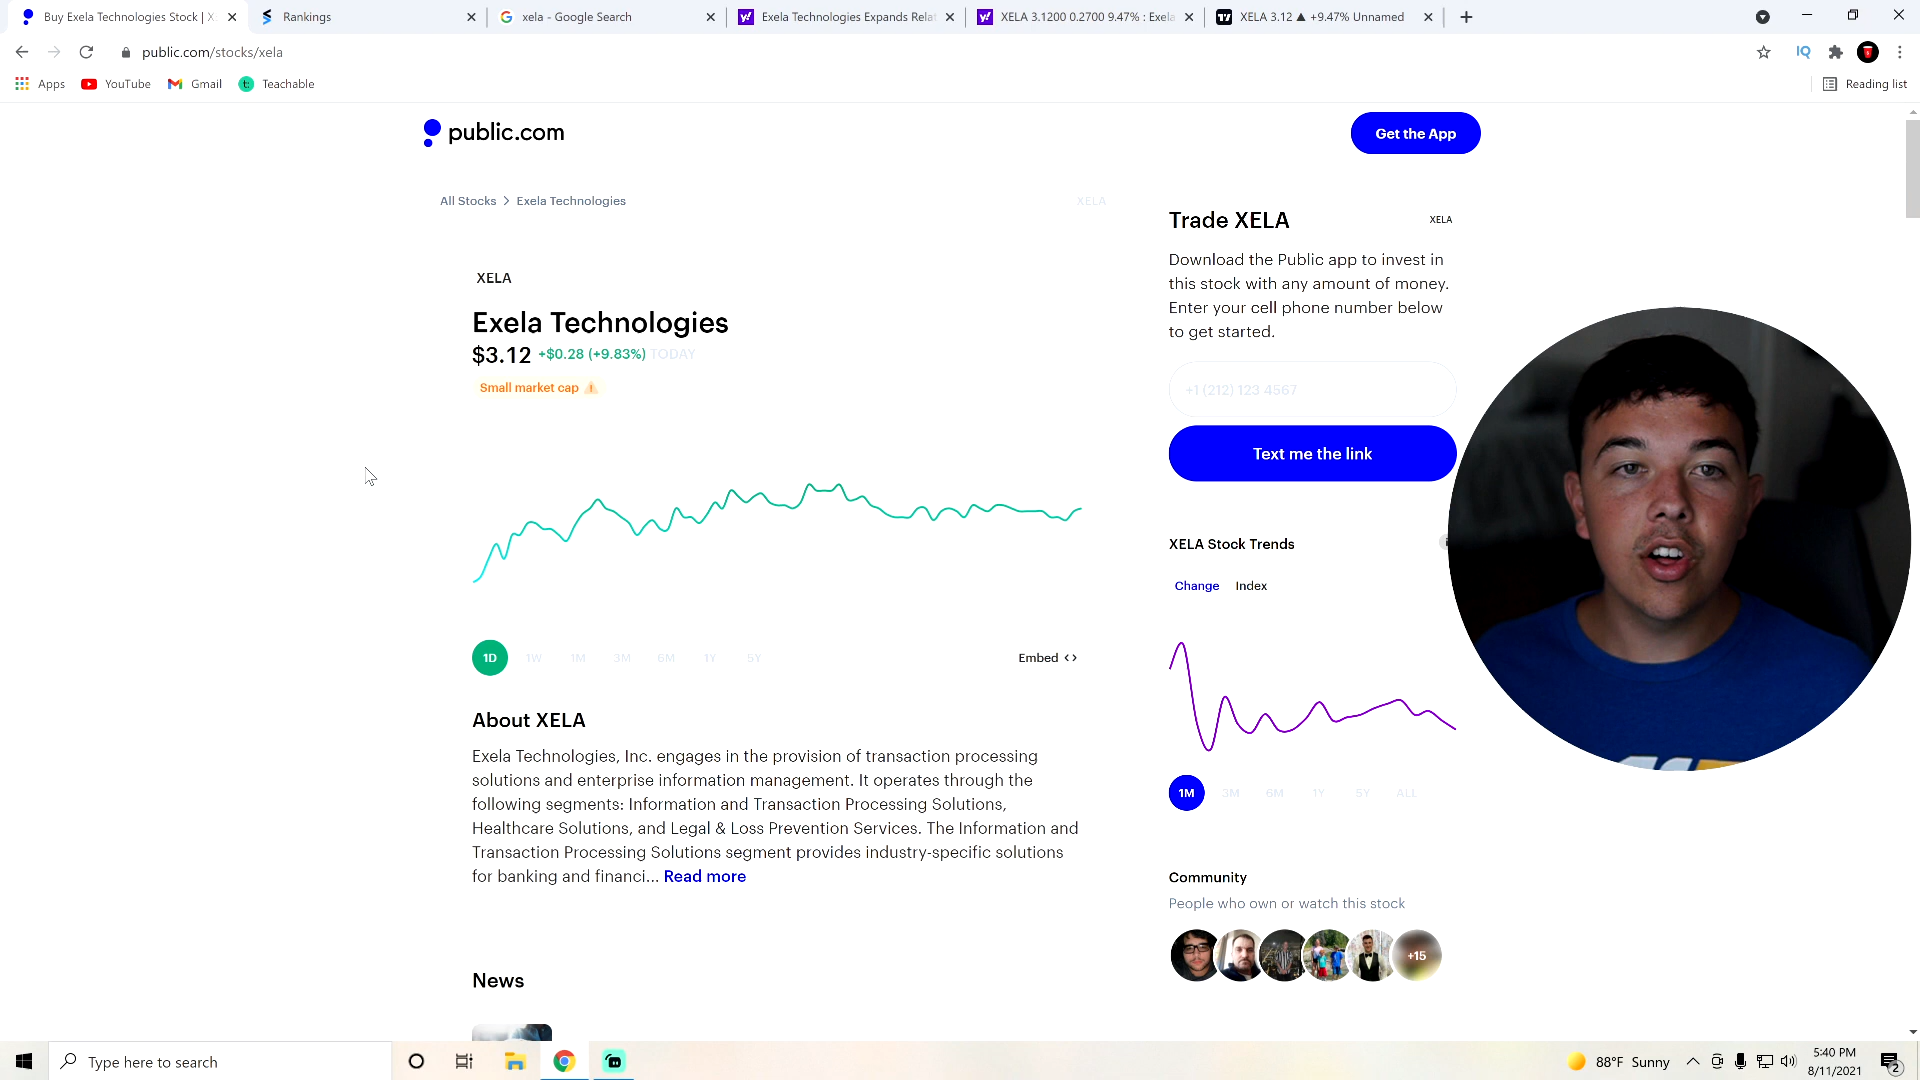 Buy Exela Technologies Stock | X
Rankings
xela - Google Search
Exela Technologies Expands Rela
XELA 3.1200 0.2700 9.47% : Exela
XELA 3.12 ▲ +9.47% Unnamed
public.com/stocks/xela
IQ
Apps
YouTube
Gmail
Teachable
Reading list
public.com
Get the App
All Stocks > Exela Technologies
XELA
XELA
Exela Technologies
$3.12 +$0.28 (+9.83%) TODAY
Small market cap
1D 1W 1M 3M 6M 1Y 5Y
Embed <>
About XELA
Exela Technologies, Inc. engages in the provision of transaction processing
solutions and enterprise information management. It operates through the
following segments: Information and Transaction Processing Solutions,
Healthcare Solutions, and Legal & Loss Prevention Services. The Information and
Transaction Processing Solutions segment provides industry-specific solutions
for banking and financi... Read more
News
Trade XELA
XELA
Download the Public app to invest in
this stock with any amount of money.
Enter your cell phone number below
to get started.
+1 (212) 123 4567
Text me the link
XELA Stock Trends
Change Index
1M 3M 6M 1Y 5Y ALL
Community
People who own or watch this stock
+15
Type here to search
88°F Sunny
5:40 PM
8/11/2021
2